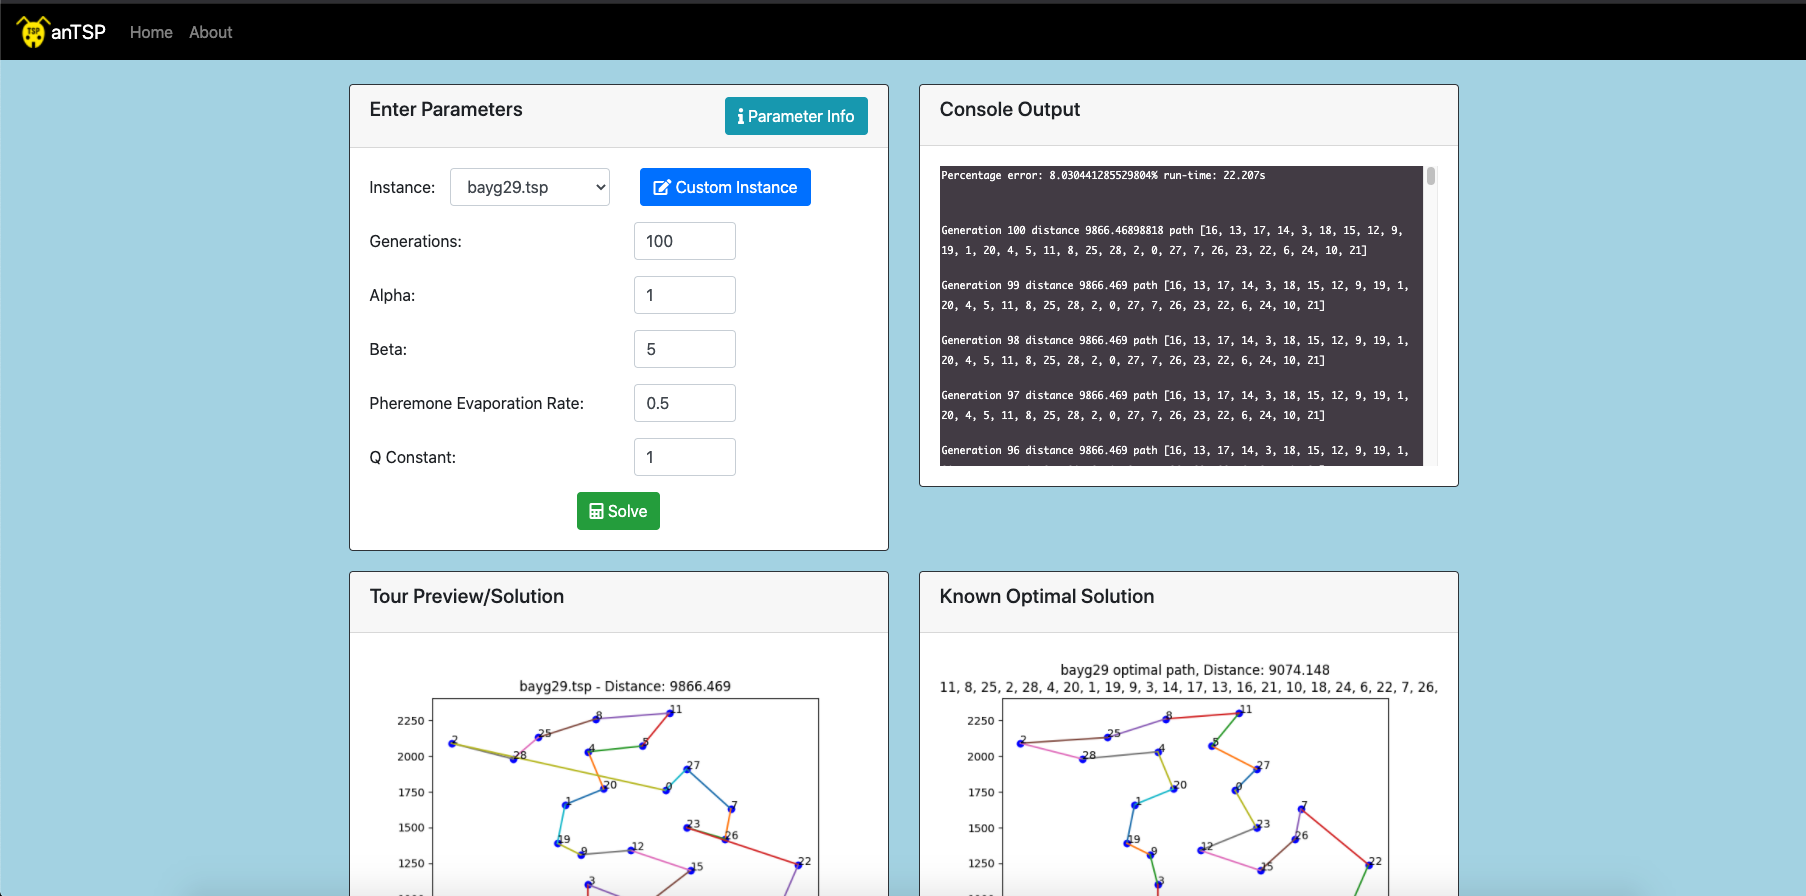 TSP anTSP Home About
Enter Parameters
Parameter Info
Instance: bayg29.tsp Custom Instance
Generations: 100
Alpha: 1
Beta: 5
Pheremone Evaporation Rate: 0.5
Q Constant: 1
Solve
Console Output
Percentage error: 8.030441285529804% run-time: 22.207s
Generation 100 distance 9866.46898818 path [16, 13, 17, 14, 3, 18, 15, 12, 9,
19, 1, 20, 4, 5, 11, 8, 25, 28, 2, 0, 27, 7, 26, 23, 22, 6, 24, 10, 21]
Generation 99 distance 9866.469 path [16, 13, 17, 14, 3, 18, 15, 12, 9, 19, 1,
20, 4, 5, 11, 8, 25, 28, 2, 0, 27, 7, 26, 23, 22, 6, 24, 10, 21]
Generation 98 distance 9866.469 path [16, 13, 17, 14, 3, 18, 15, 12, 9, 19, 1,
20, 4, 5, 11, 8, 25, 28, 2, 0, 27, 7, 26, 23, 22, 6, 24, 10, 21]
Generation 97 distance 9866.469 path [16, 13, 17, 14, 3, 18, 15, 12, 9, 19, 1,
20, 4, 5, 11, 8, 25, 28, 2, 0, 27, 7, 26, 23, 22, 6, 24, 10, 21]
Generation 96 distance 9866.469 path [16, 13, 17, 14, 3, 18, 15, 12, 9, 19, 1,
Tour Preview/Solution
bayg29.tsp - Distance: 9866.469
11
2250 8
2 25 4 5
2000 28
27
20 0
1750 1 7
23 26
1500
19 9 12
1250 15 22
3
Known Optimal Solution
bayg29 optimal path, Distance: 9074.148
11, 8, 25, 2, 28, 4, 20, 1, 19, 9, 3, 14, 17, 13, 16, 21, 10, 18, 24, 6, 22, 7, 26,
11
2250 8
2 25 5
2000 28 4
27
20 0
1750 1 7
23 26
1500
19 9 12
1250 15 22
3